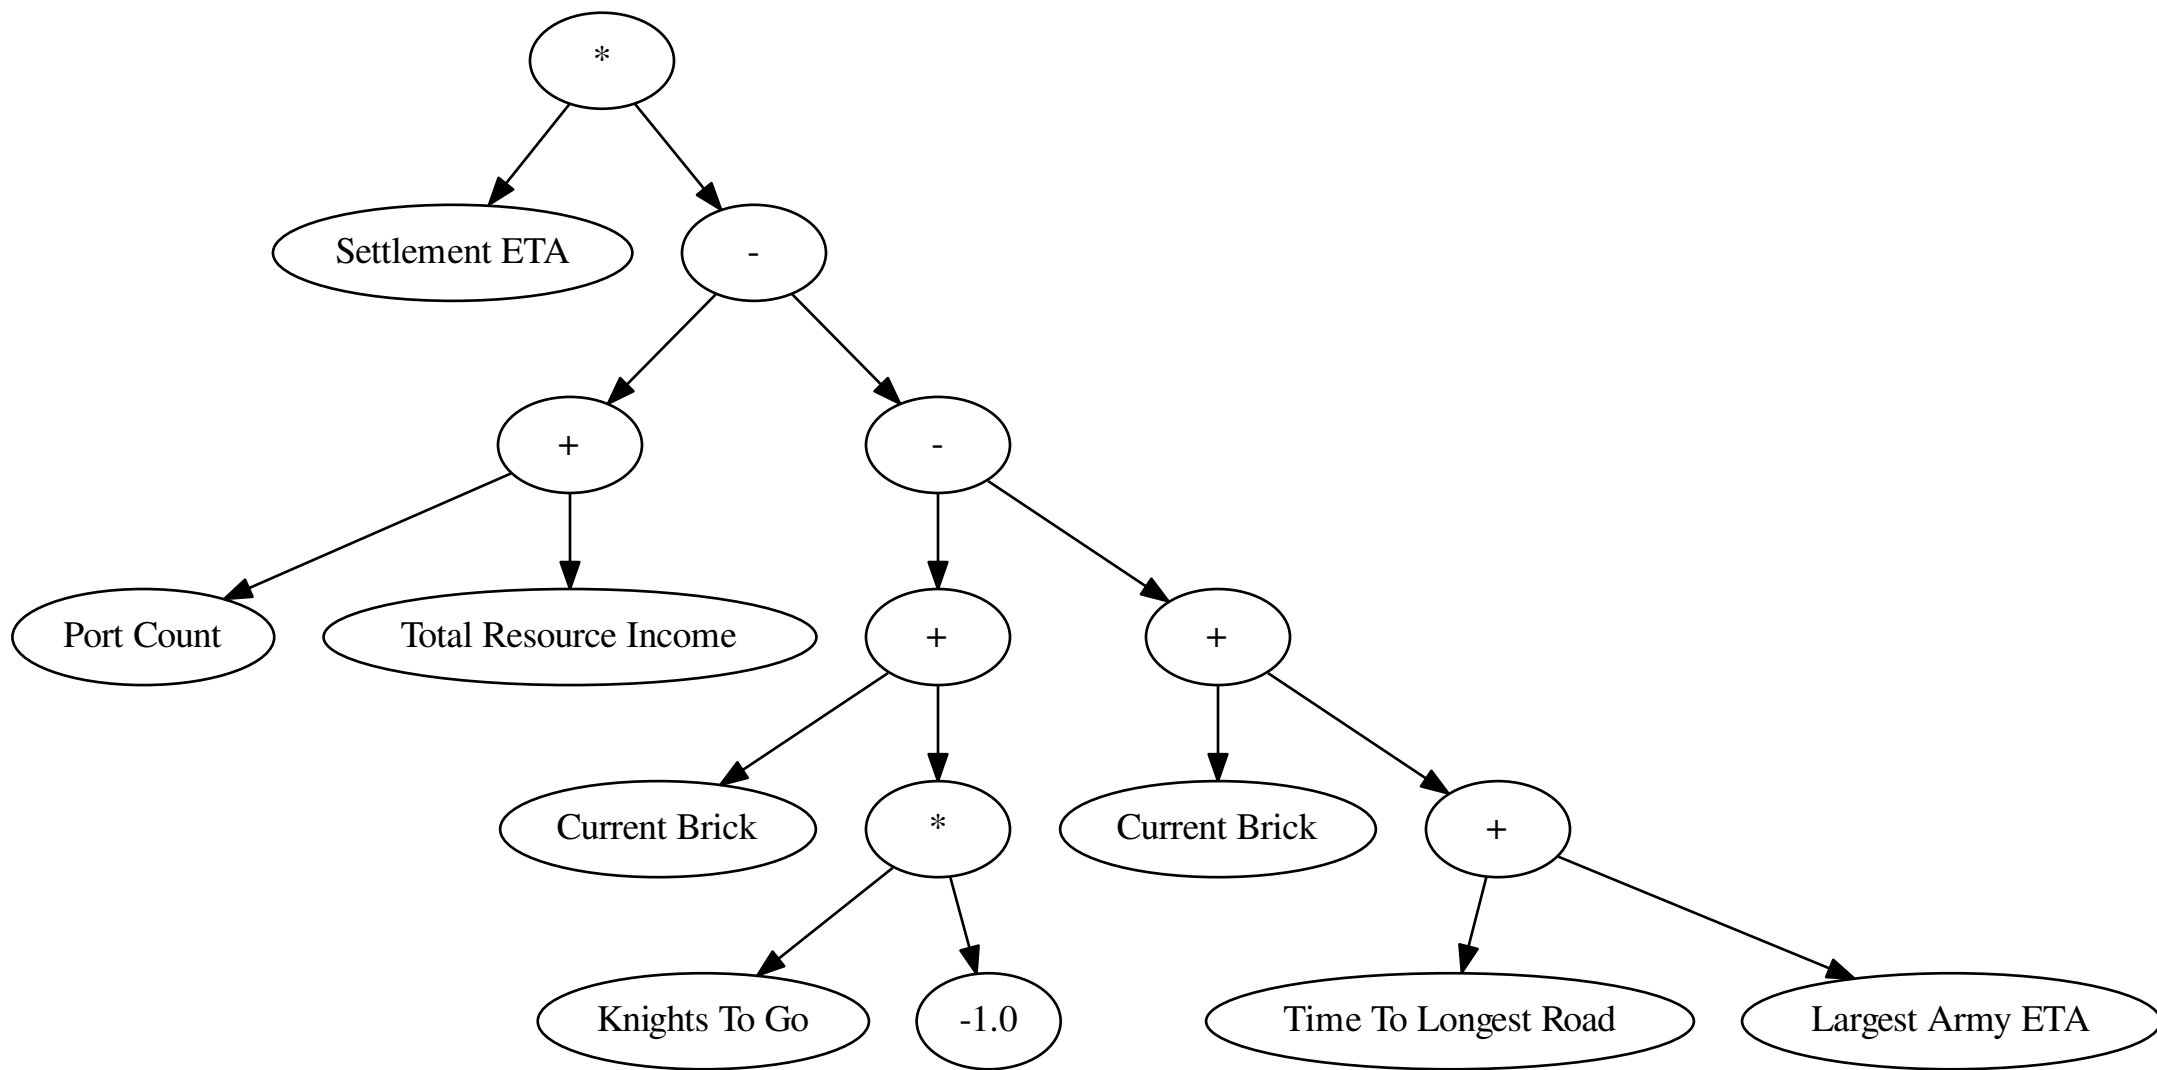 *
Settlement ETA
-
+
-
Port Count
Total Resource Income
+
+
Current Brick
*
Current Brick
+
Knights To Go
-1.0
Time To Longest Road
Largest Army ETA